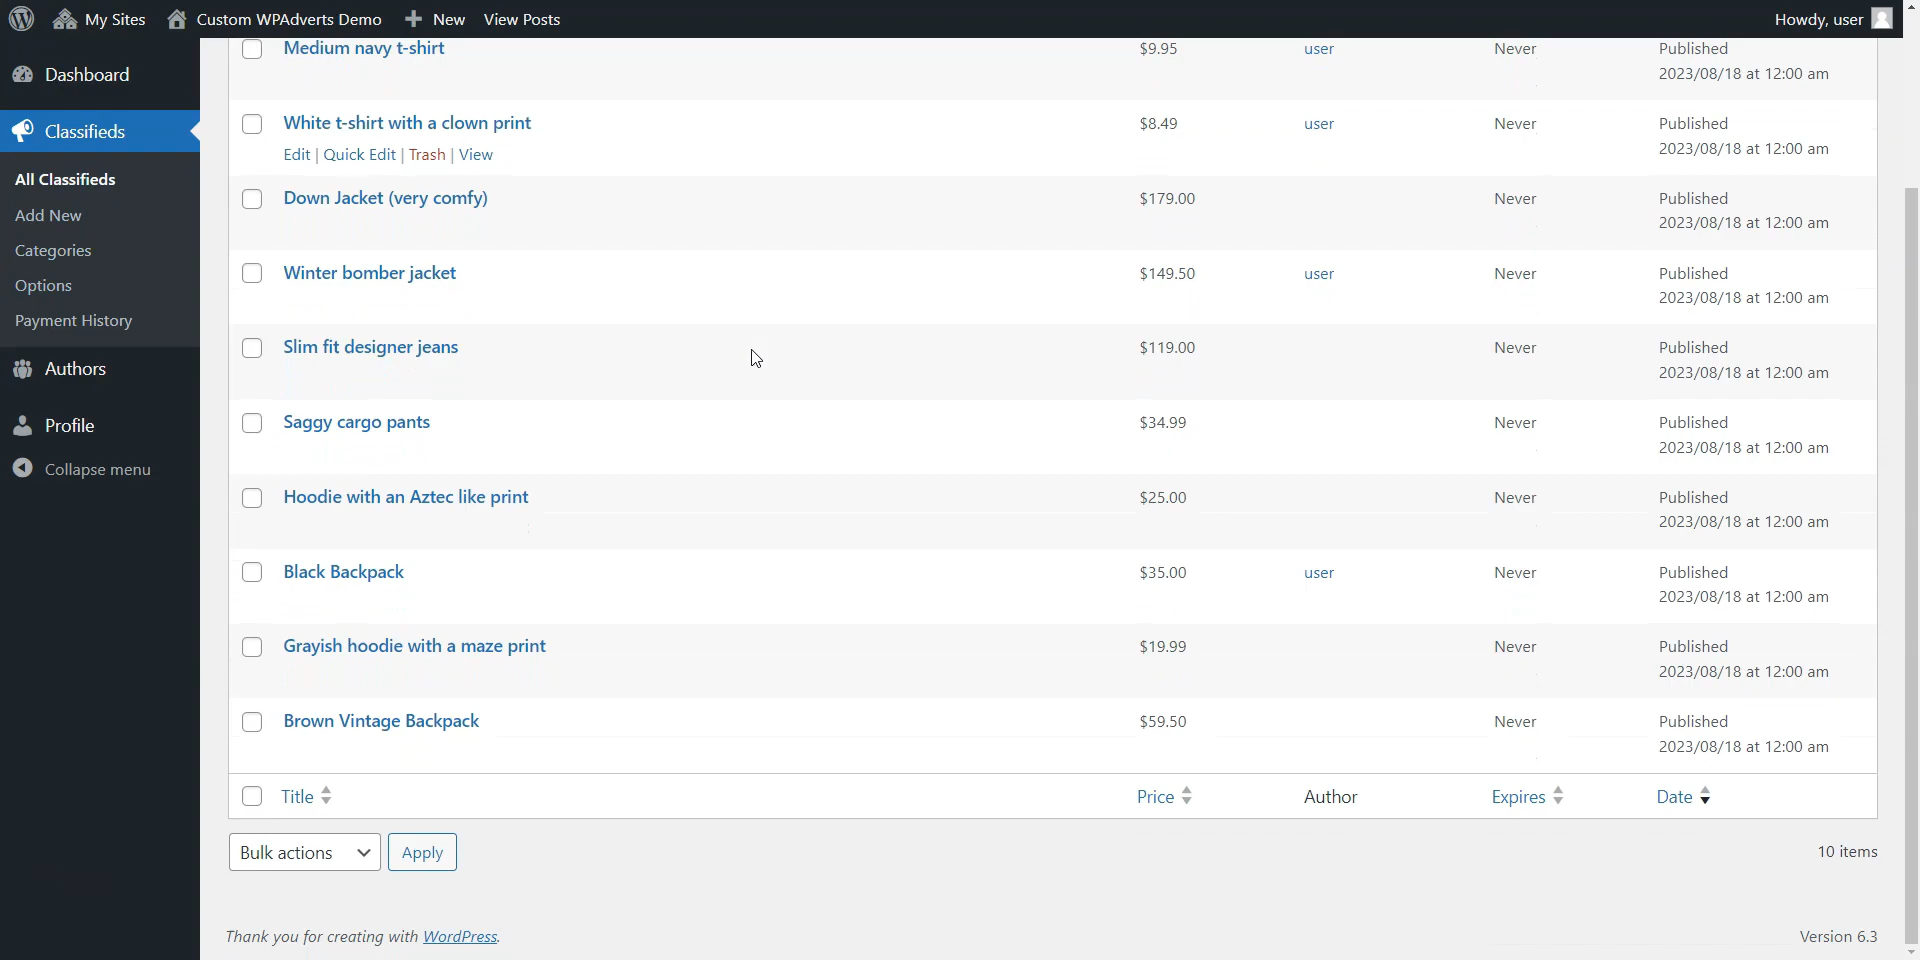 My Sites Custom WPAdverts Demo New View Posts Howdy, user
Dashboard
Classifieds
All Classifieds
Add New
Categories
Options
Payment History
Authors
Profile
Collapse menu
Medium navy t-shirt $9.95 user Never Published
2023/08/18 at 12:00 am
White t-shirt with a clown print $8.49 user Never Published
Edit | Quick Edit | Trash | View 2023/08/18 at 12:00 am
Down Jacket (very comfy) $179.00 Never Published
2023/08/18 at 12:00 am
Winter bomber jacket $149.50 user Never Published
2023/08/18 at 12:00 am
Slim fit designer jeans $119.00 Never Published
2023/08/18 at 12:00 am
Saggy cargo pants $34.99 Never Published
2023/08/18 at 12:00 am
Hoodie with an Aztec like print $25.00 Never Published
2023/08/18 at 12:00 am
Black Backpack $35.00 user Never Published
2023/08/18 at 12:00 am
Grayish hoodie with a maze print $19.99 Never Published
2023/08/18 at 12:00 am
Brown Vintage Backpack $59.50 Never Published
2023/08/18 at 12:00 am
Title Price Author Expires Date
Bulk actions Apply 10 items
Thank you for creating with WordPress. Version 6.3